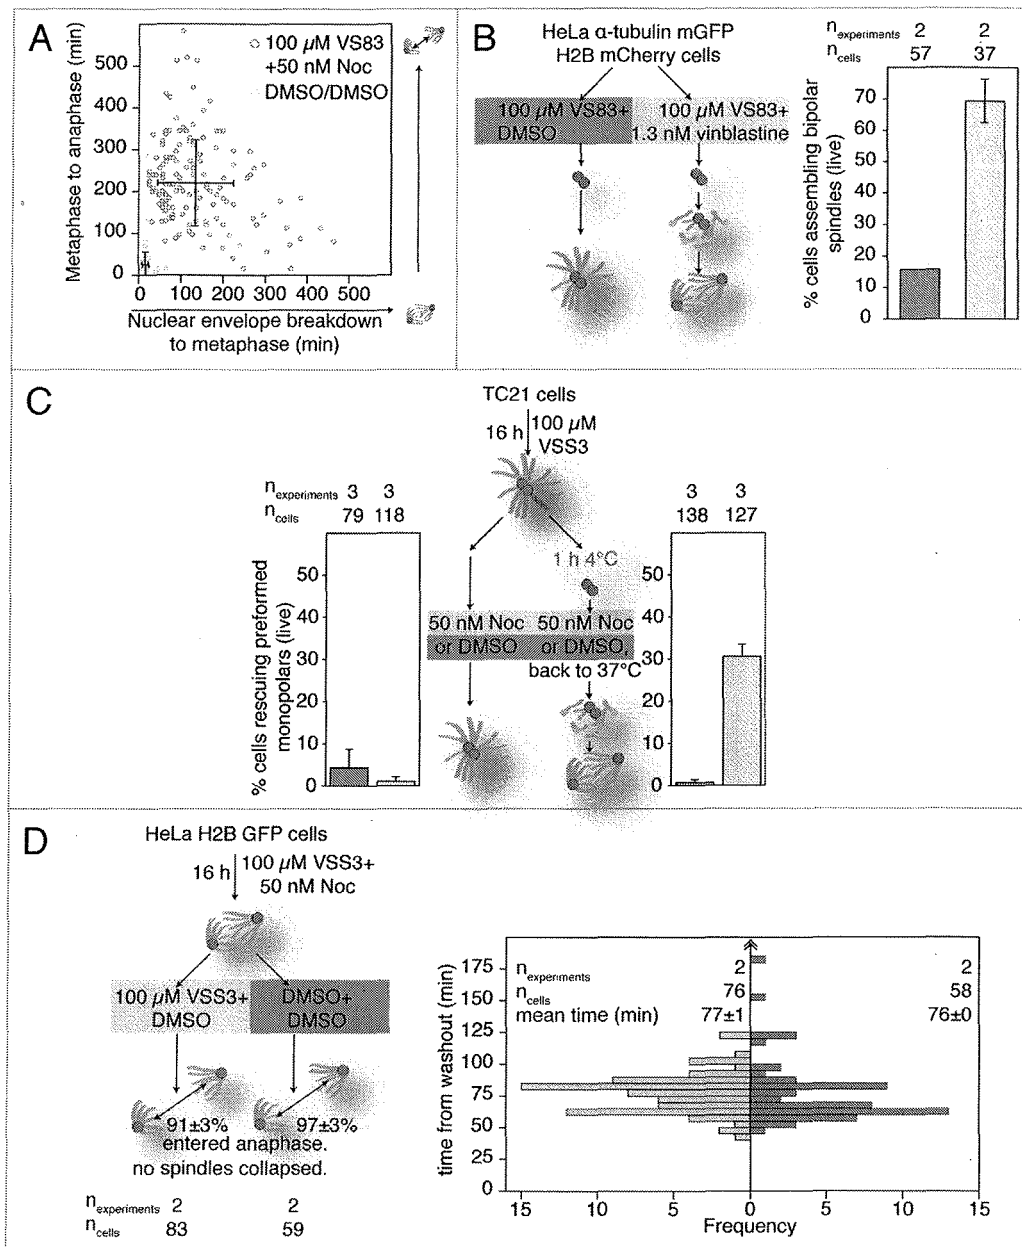 A
100 µM VS83
+50 nM Noc
DMSO/DMSO
Metaphase to anaphase (min)
500
400
300
200
100
0
0 100 200 300 400 500
Nuclear envelope breakdown
to metaphase (min)
B
HeLa α-tubulin mGFP
H2B mCherry cells
100 µM VS83+
DMSO
100 µM VS83+
1.3 nM vinblastine
nexperiments 2 2
ncells 57 37
% cells assembling bipolar
spindles (live)
70
60
50
40
30
20
10
0
C
TC21 cells
16 h
100 µM
VSS3
nexperiments 3 3
ncells 79 118
% cells rescuing preformed
monopolars (live)
50
40
30
20
10
0
1 h 4°C
50 nM Noc
or DMSO
50 nM Noc
or DMSO,
back to 37°C
3 3
138 127
50
40
30
20
10
0
D
HeLa H2B GFP cells
16 h
100 µM VSS3+
50 nM Noc
100 µM VSS3+
DMSO
DMSO+
DMSO
91±3% 97±3%
entered anaphase.
no spindles collapsed.
nexperiments 2 2
ncells 83 59
time from washout (min)
175
150
125
100
75
50
25
0
nexperiments 2 2
ncells 76 58
mean time (min) 77±1 76±0
15 10 5 0 5 10 15
Frequency